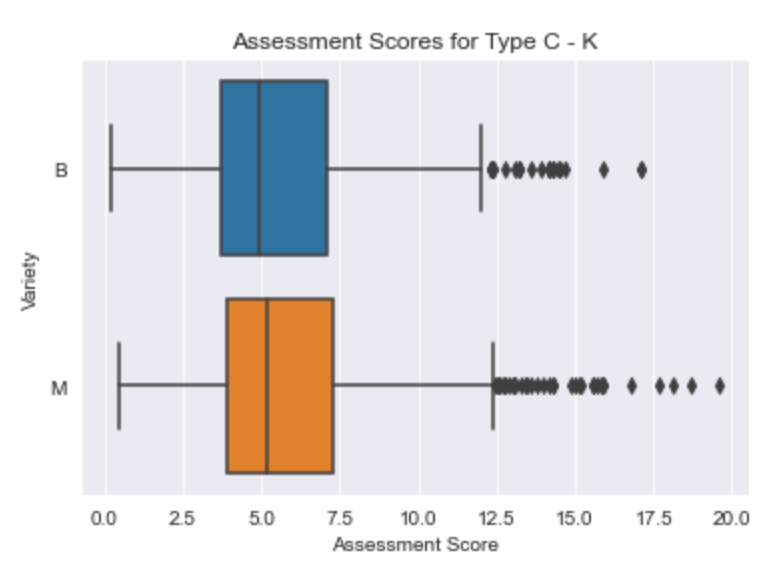 Assessment Scores for Type C - K
B
Variety
M
0.0 2.5 5.0 7.5 10.0 12.5 15.0 17.5 20.0
Assessment Score